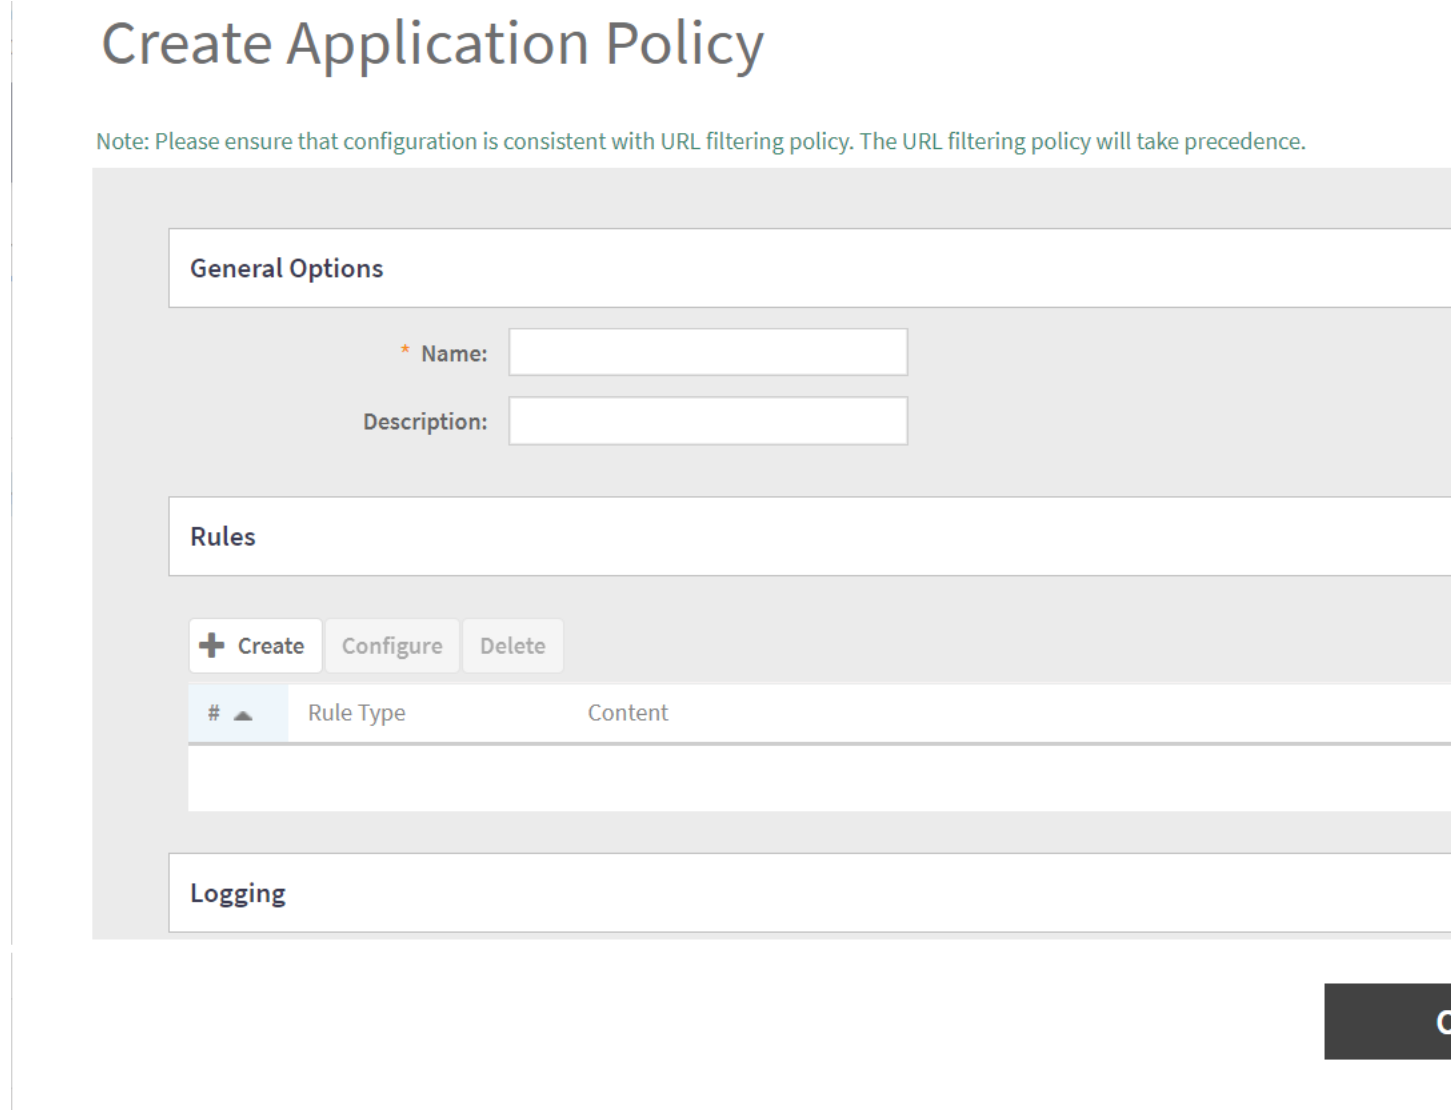 Create Application Policy
Note: Please ensure that configuration is consistent with URL filtering policy. The URL filtering policy will take precedence.
General Options
* Name:
Description:
Rules
Create Configure Delete
# Rule Type Content
Logging